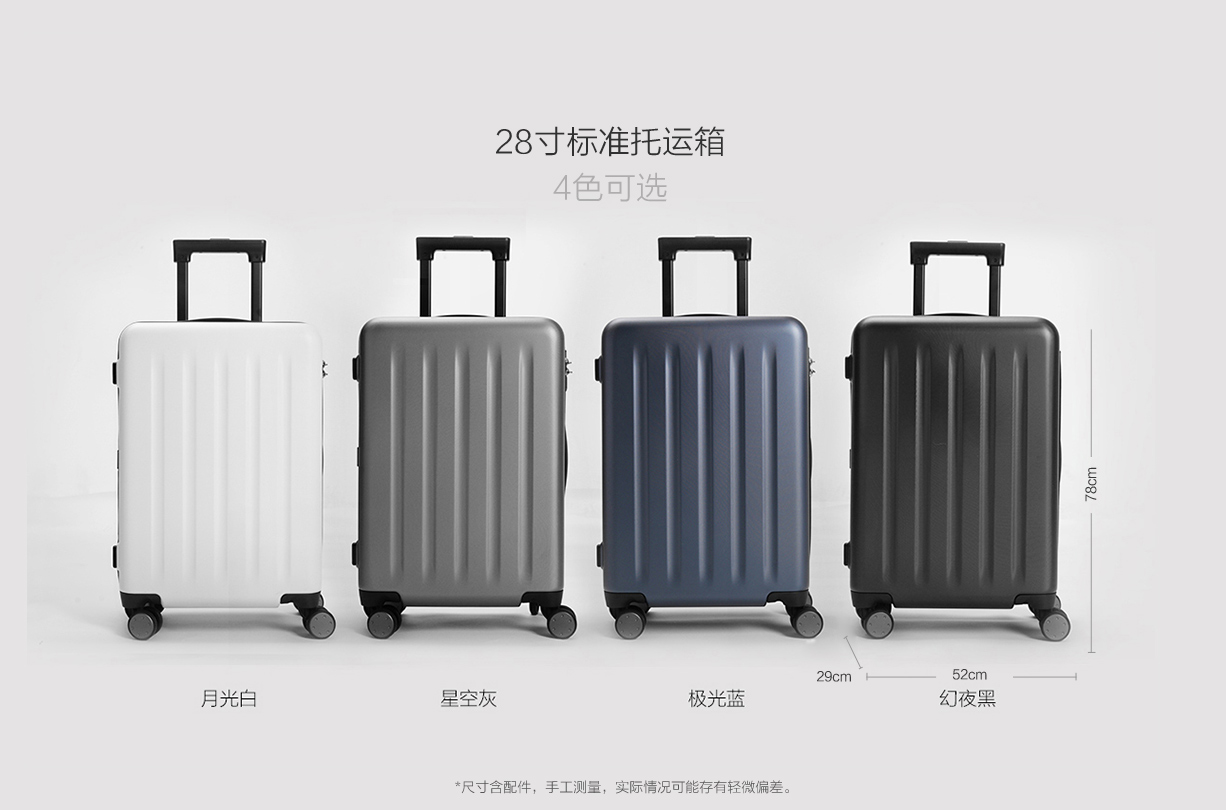 28寸标准托运箱
4色可选
78cm
29cm
52cm
月光白
星空灰
极光蓝
幻夜黑
*尺寸含配件，手工测量，实际情况可能存有轻微偏差。